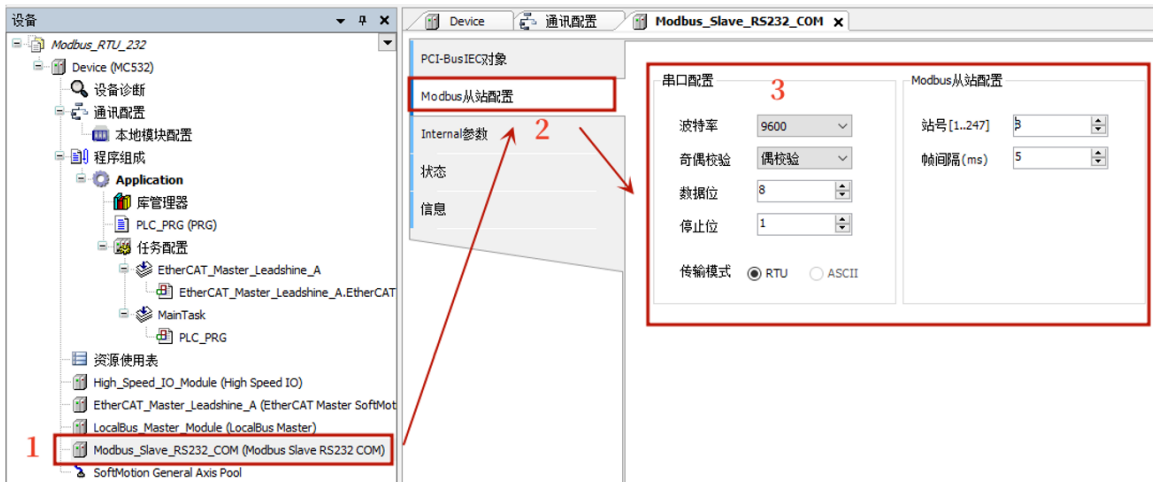 设备
Modbus_RTU_232
Device (MC532)
设备诊断
通讯配置
本地模块配置
程序组成
Application
库管理器
PLC_PRG (PRG)
任务配置
EtherCAT_Master_Leadshine_A
EtherCAT_Master_Leadshine_A.EtherCAT
MainTask
PLC_PRG
资源使用表
High_Speed_IO_Module (High Speed IO)
EtherCAT_Master_Leadshine_A (EtherCAT Master SoftMot
LocalBus_Master_Module (LocalBus Master)
1
Modbus_Slave_RS232_COM (Modbus Slave RS232 COM)
SoftMotion General Axis Pool
Device
通讯配置
Modbus_Slave_RS232_COM
PCI-BusIEC对象
Modbus从站配置
2
Internal参数
状态
信息
串口配置
3
波特率 9600
奇偶校验 偶校验
数据位 8
停止位 1
传输模式 RTU ASCII
Modbus从站配置
站号[1..247] 3
帧间隔(ms) 5